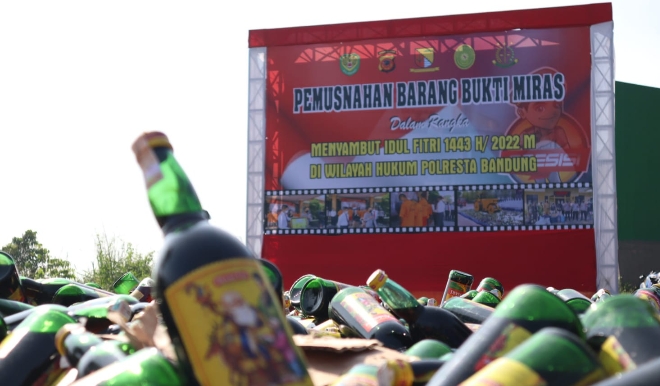 PEMUSNAHAN BARANG BUKTI MIRAS
Dalam Rangka
MENYAMBUT IDUL FITRI 1443 H/ 2022 M
DI WILAYAH HUKUM POLRESTA BANDUNG